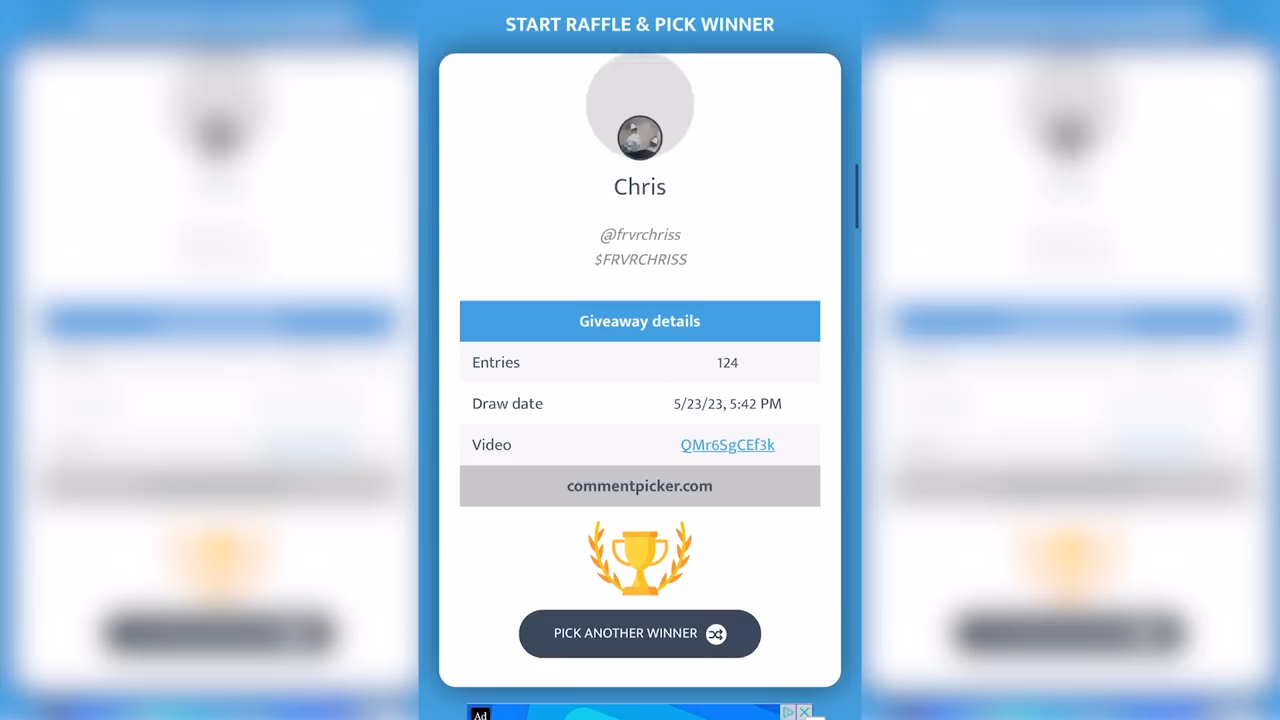 START RAFFLE & PICK WINNER
Chris
@frvrchriss
$FRVRCHRISS
Giveaway details
Entries 124
Draw date 5/23/23, 5:42 PM
Video QMr6SgCEf3k
commentpicker.com
PICK ANOTHER WINNER
Ad